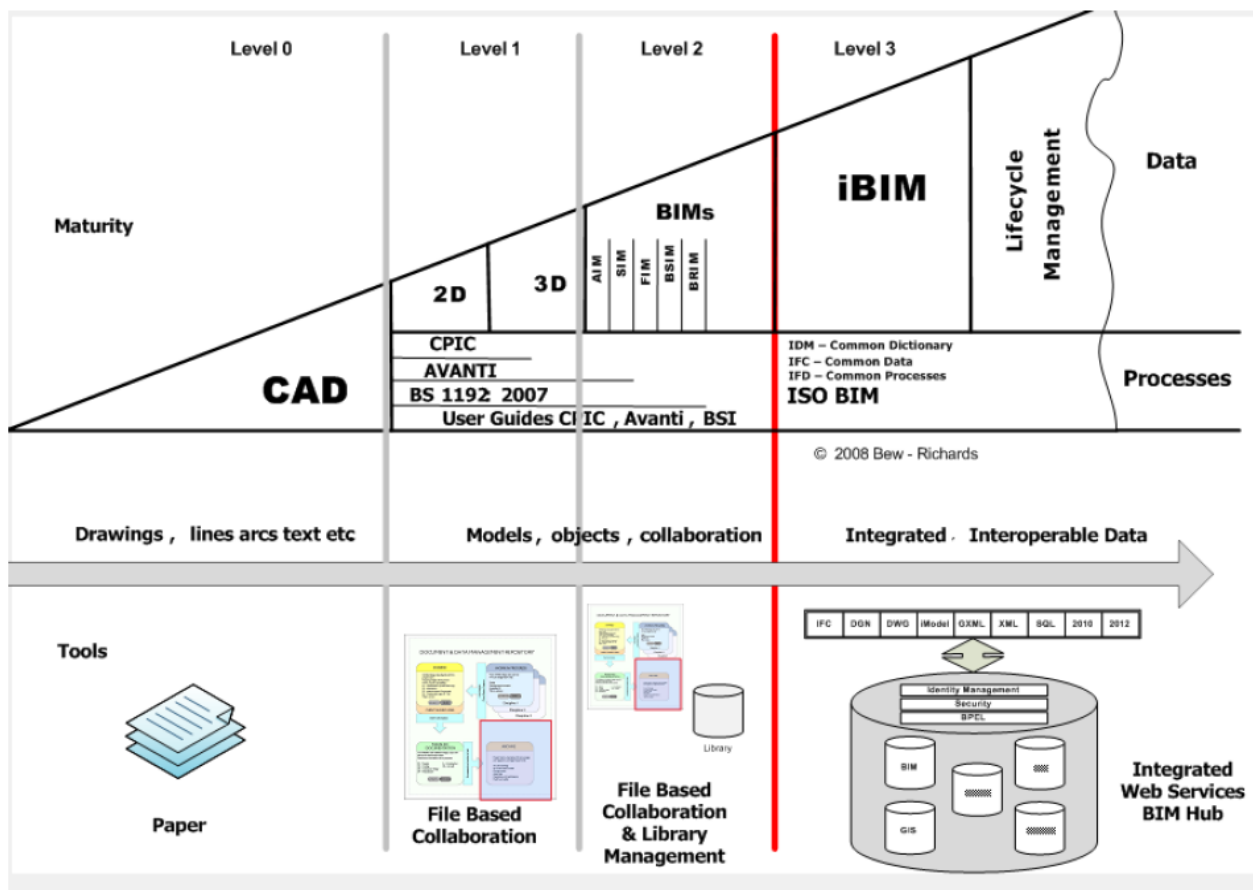 Level 0
Level 1
Level 2
Level 3
Maturity
CAD
2D
3D
BIMs
AIM
SIM
FIM
BSIM
BRIM
iBIM
Lifecycle
Management
Data
CPIC
AVANTI
BS 1192: 2007
User Guides CPIC , Avanti , BSI
IDM – Common Dictionary
IFC – Common Data
IFD – Common Processes
ISO BIM
Processes
© 2008 Bew - Richards
Drawings , lines arcs text etc
Models , objects , collaboration
Integrated , Interoperable Data
Tools
Paper
DOCUMENT & DATA MANAGEMENT REPOSITORY
File Based
Collaboration
Library
File Based
Collaboration
& Library
Management
IFC DGN DWG iModel GXML XML SQL 2010 2012
Identity Management
Security
BPEL
BIM
GIS
Integrated
Web Services
BIM Hub